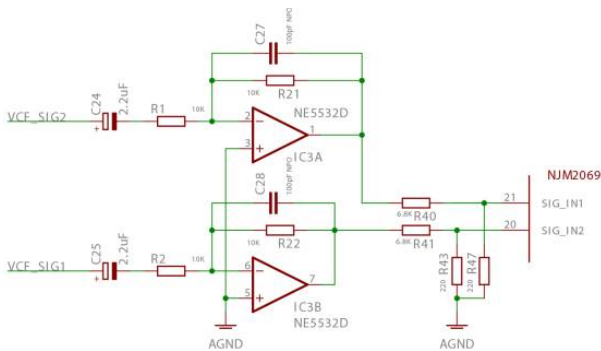 C27
100pF NPO
10K
R21
VCF_SIG2
C24
2.2uF
R1
10K
NE5532D
2
3
1
IC3A
C28
100pF NPO
10K
R22
VCF_SIG1
C25
2.2uF
R2
10K
6
5
7
IC3B
NE5532D
AGND
6.8K
R40
6.8K
R41
NJM2069
21
SIG_IN1
20
SIG_IN2
R43
220
R47
220
AGND